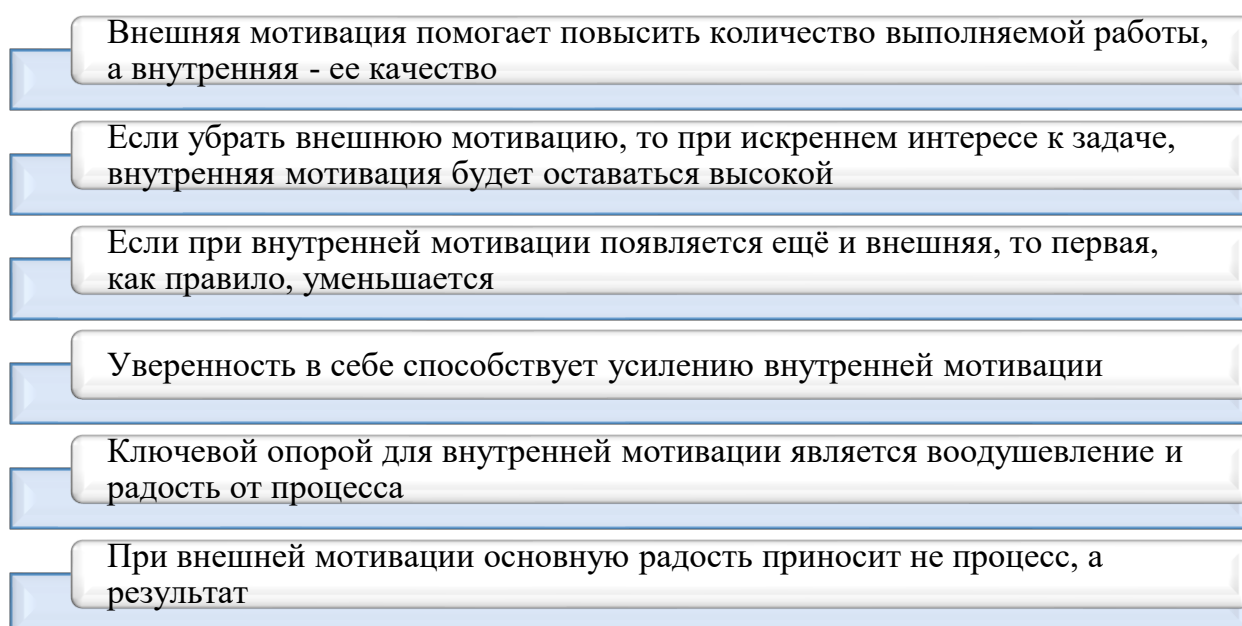 Внешняя мотивация помогает повысить количество выполняемой работы,
а внутренняя - ее качество
Если убрать внешнюю мотивацию, то при искреннем интересе к задаче,
внутренняя мотивация будет оставаться высокой
Если при внутренней мотивации появляется ещё и внешняя, то первая,
как правило, уменьшается
Уверенность в себе способствует усилению внутренней мотивации
Ключевой опорой для внутренней мотивации является воодушевление и
радость от процесса
При внешней мотивации основную радость приносит не процесс, а
результат